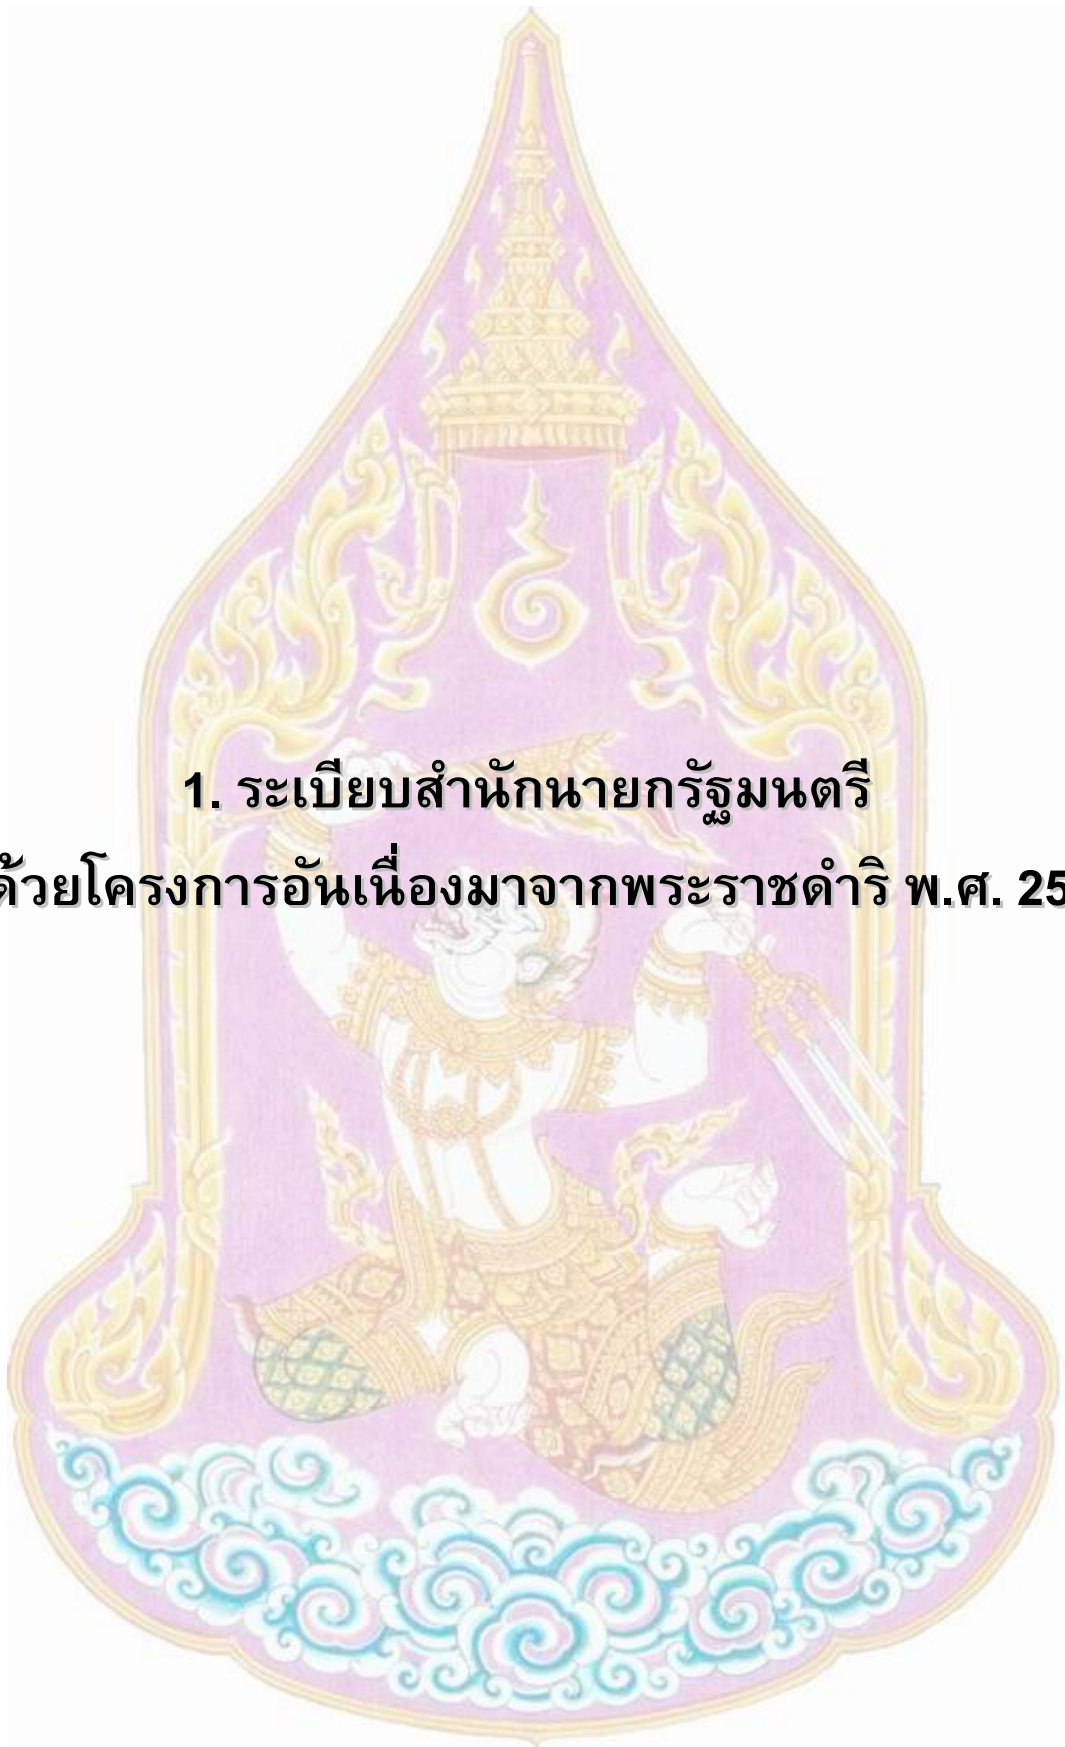 1. ระเบียบสำนักนายกรัฐมนตรี
ด้วยโครงการอันเนื่องมาจากพระราชดำริ พ.ศ. 25